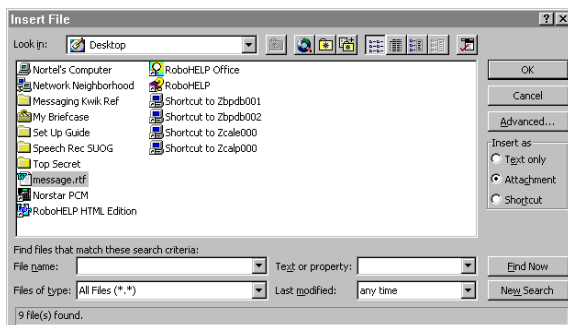 Insert File
Look in: Desktop
Nortel's Computer
Network Neighborhood
Messaging Kwik Ref
My Briefcase
Set Up Guide
Speech Rec SUOG
Top Secret
message.rtf
Norstar PCM
RoboHELP HTML Edition
RoboHELP Office
RoboHELP
Shortcut to Zbpdb001
Shortcut to Zbpdb002
Shortcut to Zcale000
Shortcut to Zcalp000
OK
Cancel
Advanced...
Insert as
Text only
Attachment
Shortcut
Find files that match these search criteria:
File name: Text or property: Find Now
Files of type: All Files (*.*) Last modified: any time New Search
9 file(s) found.